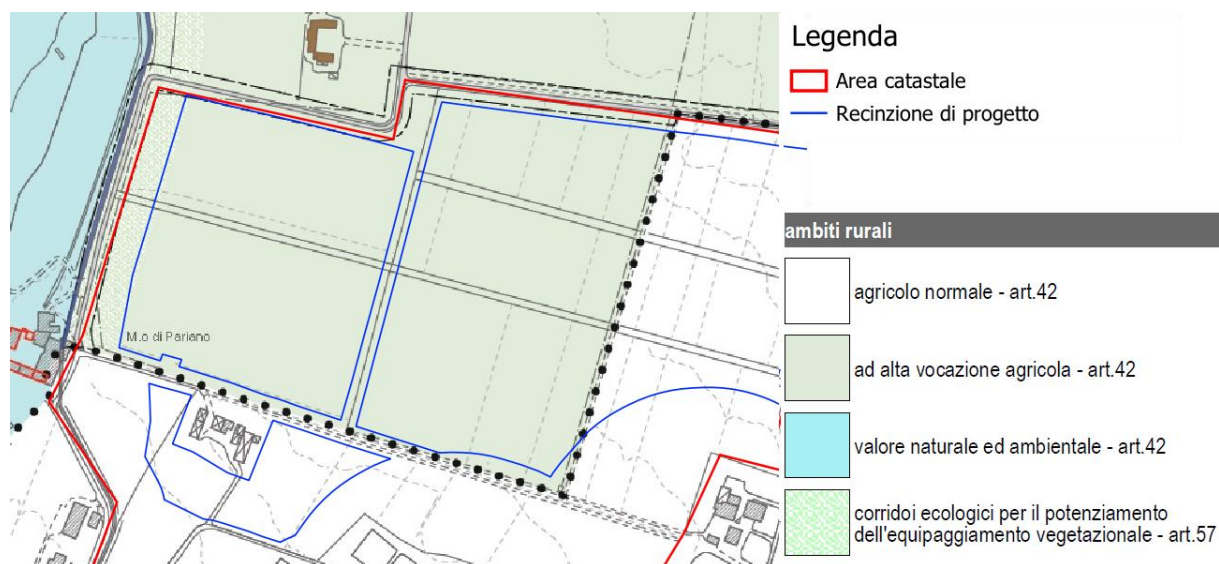 M.o di Pariano
Legenda
Area catastale
Recinzione di progetto
ambiti rurali
agricolo normale - art.42
ad alta vocazione agricola - art.42
valore naturale ed ambientale - art.42
corridoi ecologici per il potenziamento
dell'equipaggiamento vegetazionale - art.57